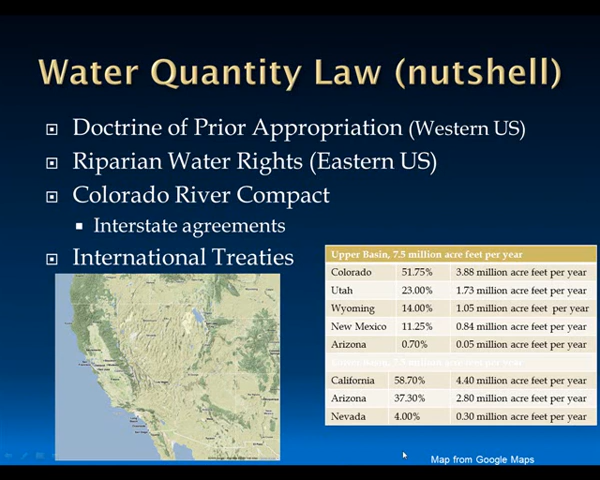 Water Quantity Law (nutshell)
Doctrine of Prior Appropriation (Western US)
Riparian Water Rights (Eastern US)
Colorado River Compact
Interstate agreements
International Treaties
Upper Basin, 7.5 million acre feet per year
Colorado 51.75% 3.88 million acre feet per year
Utah 23.00% 1.73 million acre feet per year
Wyoming 14.00% 1.05 million acre feet per year
New Mexico 11.25% 0.84 million acre feet per year
Arizona 0.70% 0.05 million acre feet per year
California 58.70% 4.40 million acre feet per year
Arizona 37.30% 2.80 million acre feet per year
Nevada 4.00% 0.30 million acre feet per year
Map from Google Maps